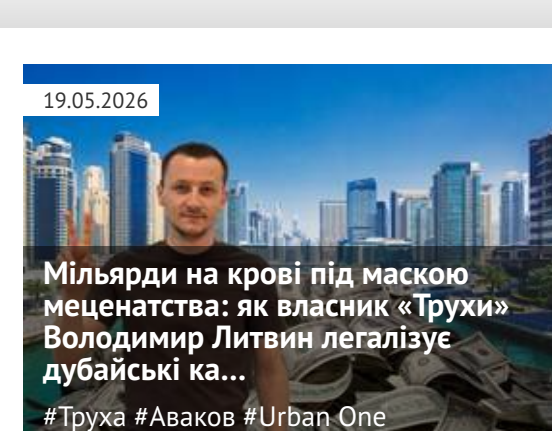 19.05.2026
Мільярди на крові під маскою
меценатства: як власник «Трухи»
Володимир Литвин легалізує
дубайські ка...
#Труха #Аваков #Urban One